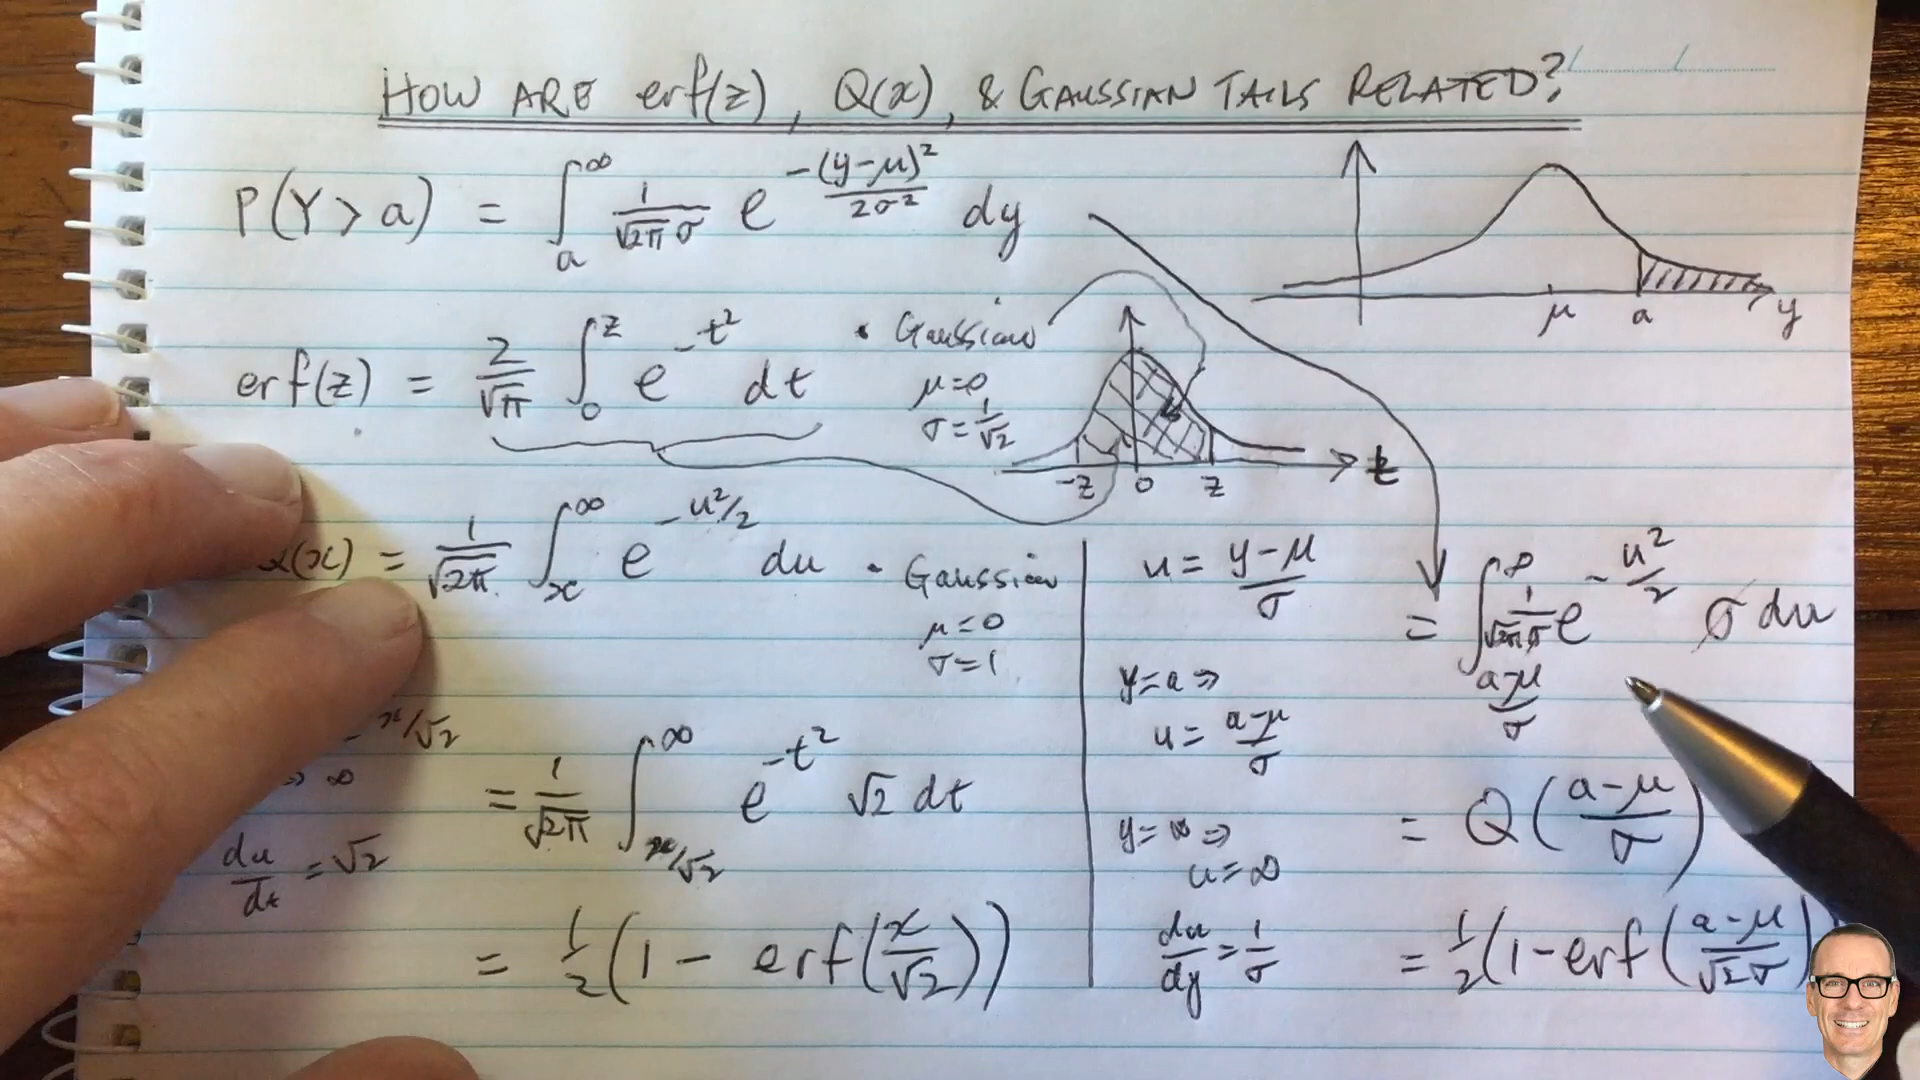 HOW ARE erf(z), Q(x), & GAUSSIAN TAILS RELATED?
P(Y > a) = ∫_a^∞ 1/(√2π σ) e^{-(y-μ)²/2σ²} dy
μ a y
erf(z) = 2/√π ∫_0^z e^{-t²} dt • Gaussian
μ=0
σ=1/√2
-z 0 z t
Q(x) = 1/√2π ∫_x^∞ e^{-u²/2} du • Gaussian
μ=0
σ=1
x/√2
⇒ ∞
du/dt = √2
= 1/√2π ∫_{x/√2}^∞ e^{-t²} √2 dt
= 1/2 (1 - erf(x/√2))
u = (y-μ)/σ
y=a ⇒
u = (a-μ)/σ
y=∞ ⇒
u=∞
du/dy = 1/σ
= ∫_{(a-μ)/σ}^∞ 1/(√2π σ) e^{-u²/2} σ du
= Q((a-μ)/σ)
= 1/2 (1-erf((a-μ)/(√2 σ))